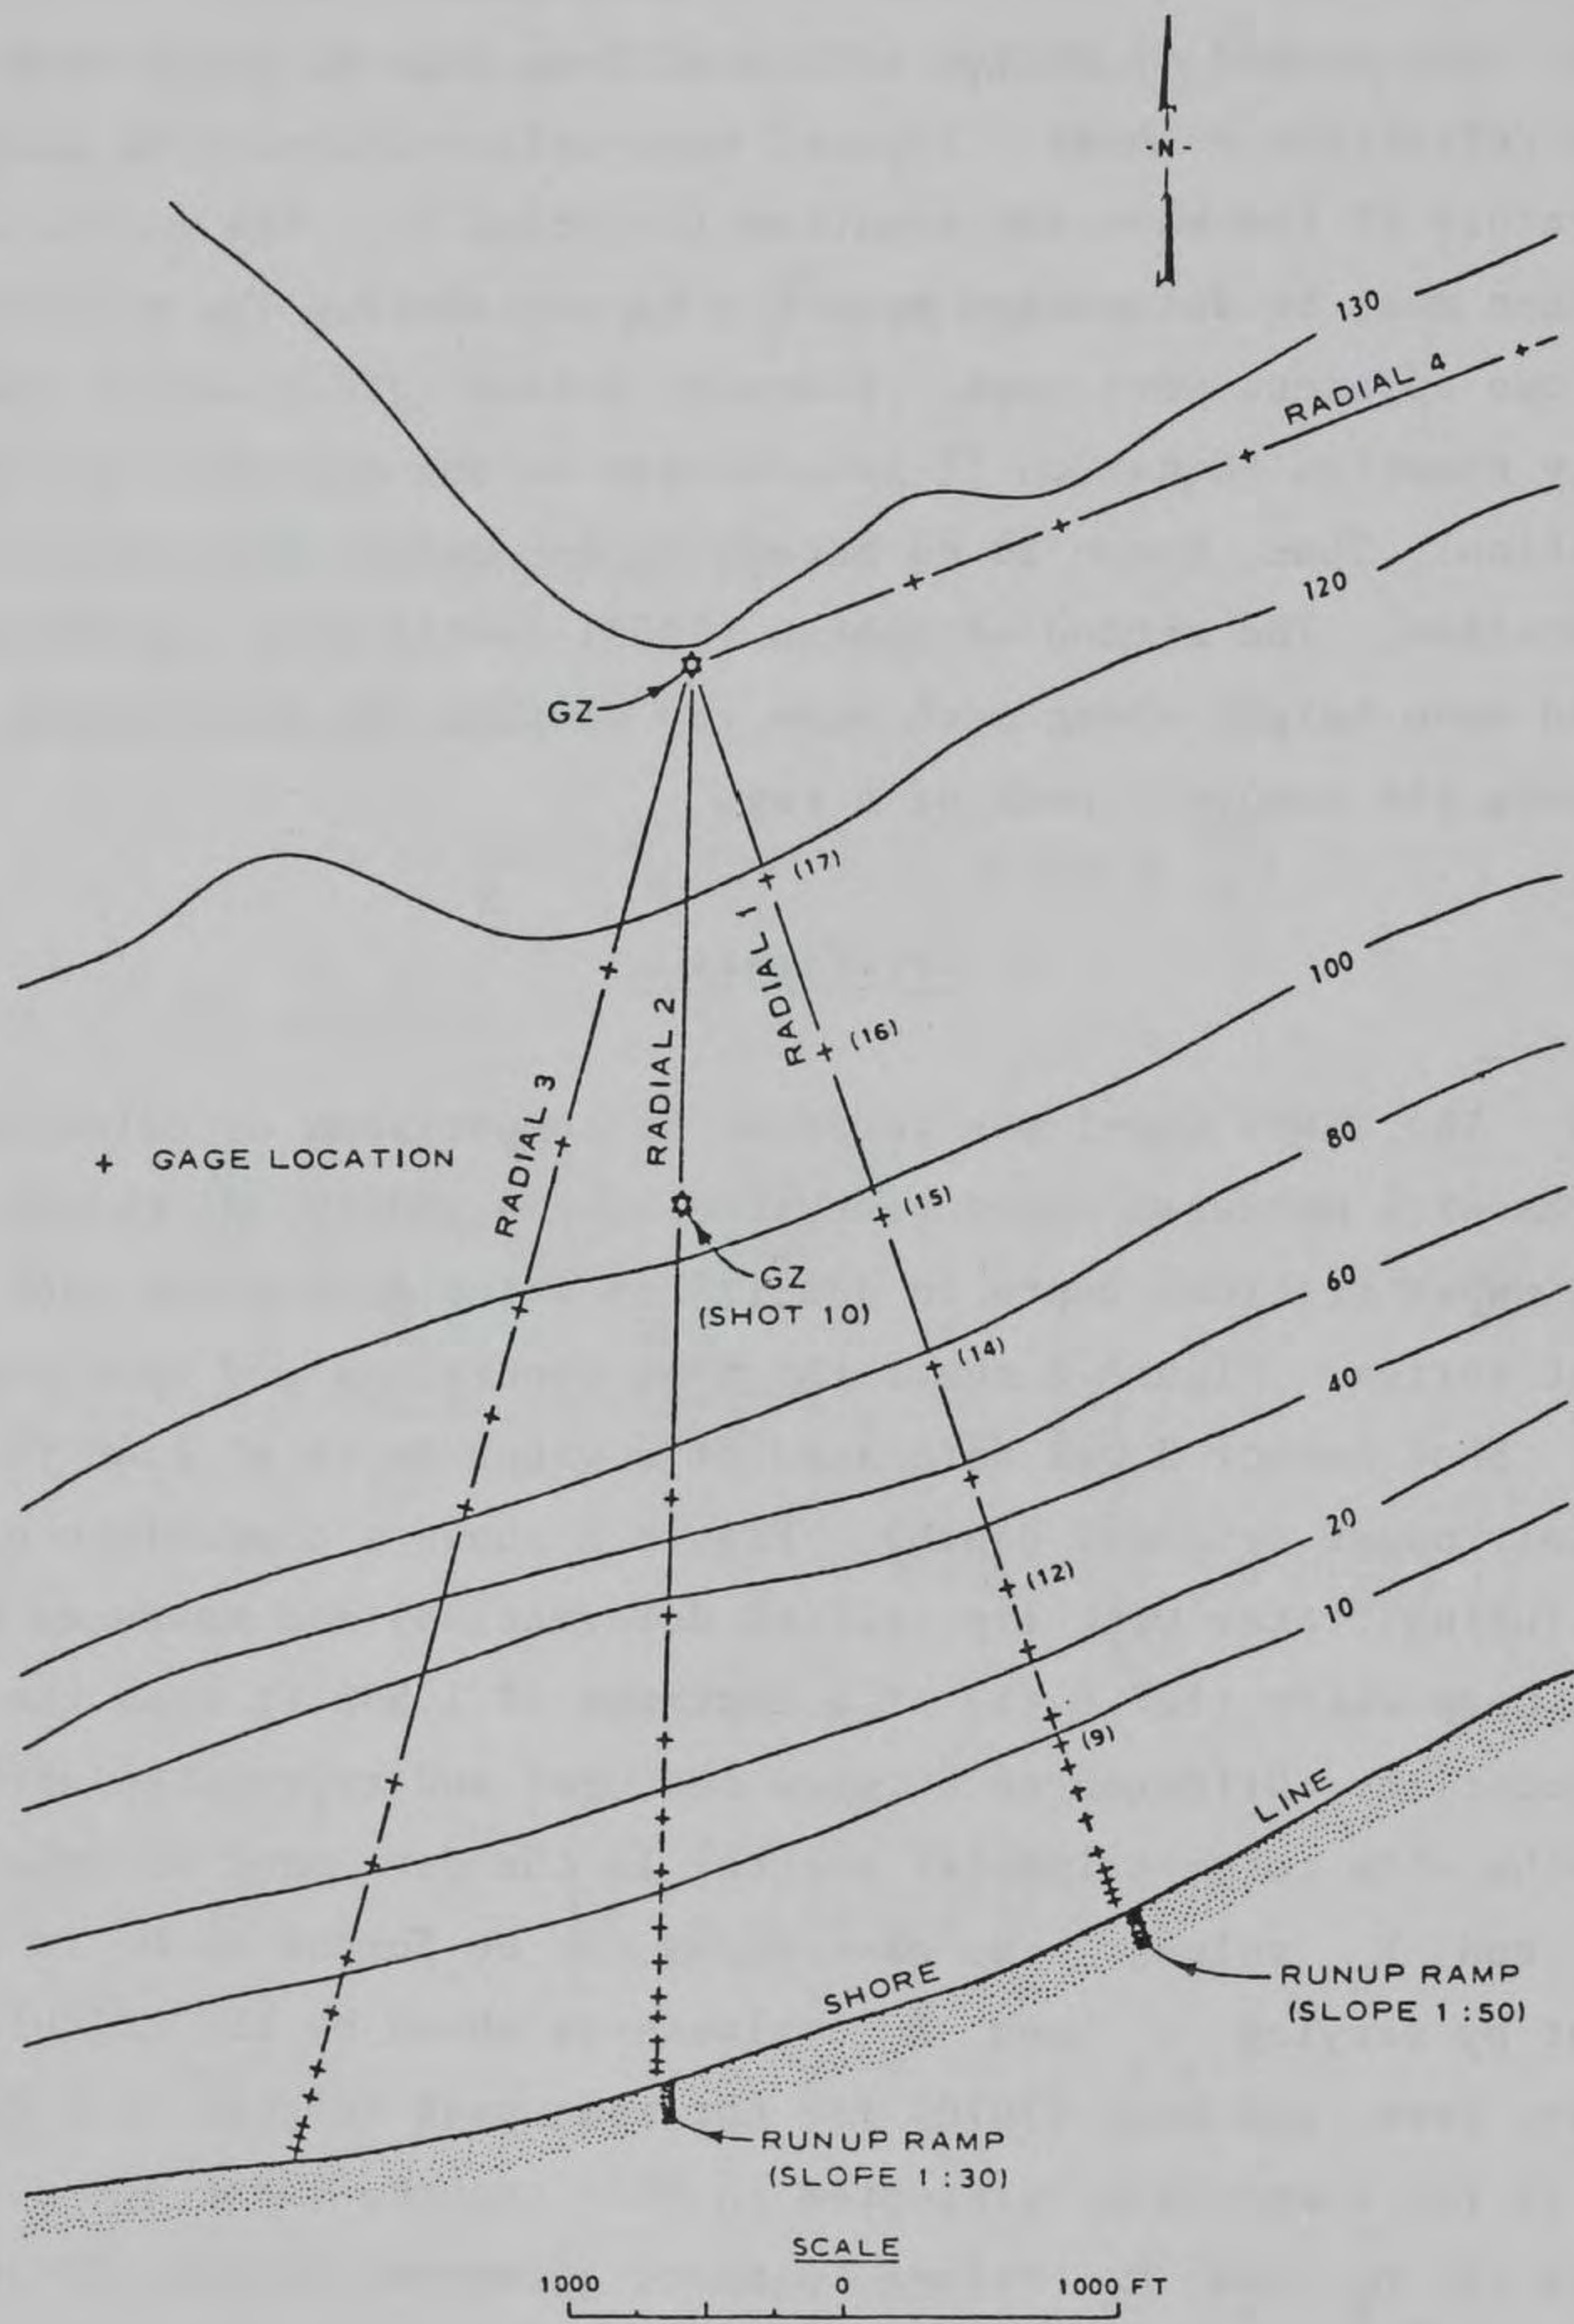 -N-
130
RADIAL 4
120
GZ
(17)
RADIAL 1
100
(16)
RADIAL 2
RADIAL 3
80
+ GAGE LOCATION
(15)
GZ
(SHOT 10)
60
(14)
40
20
(12)
10
(9)
LINE
SHORE
RUNUP RAMP
(SLOPE 1:50)
RUNUP RAMP
(SLOPE 1:30)
SCALE
1000 0 1000 FT